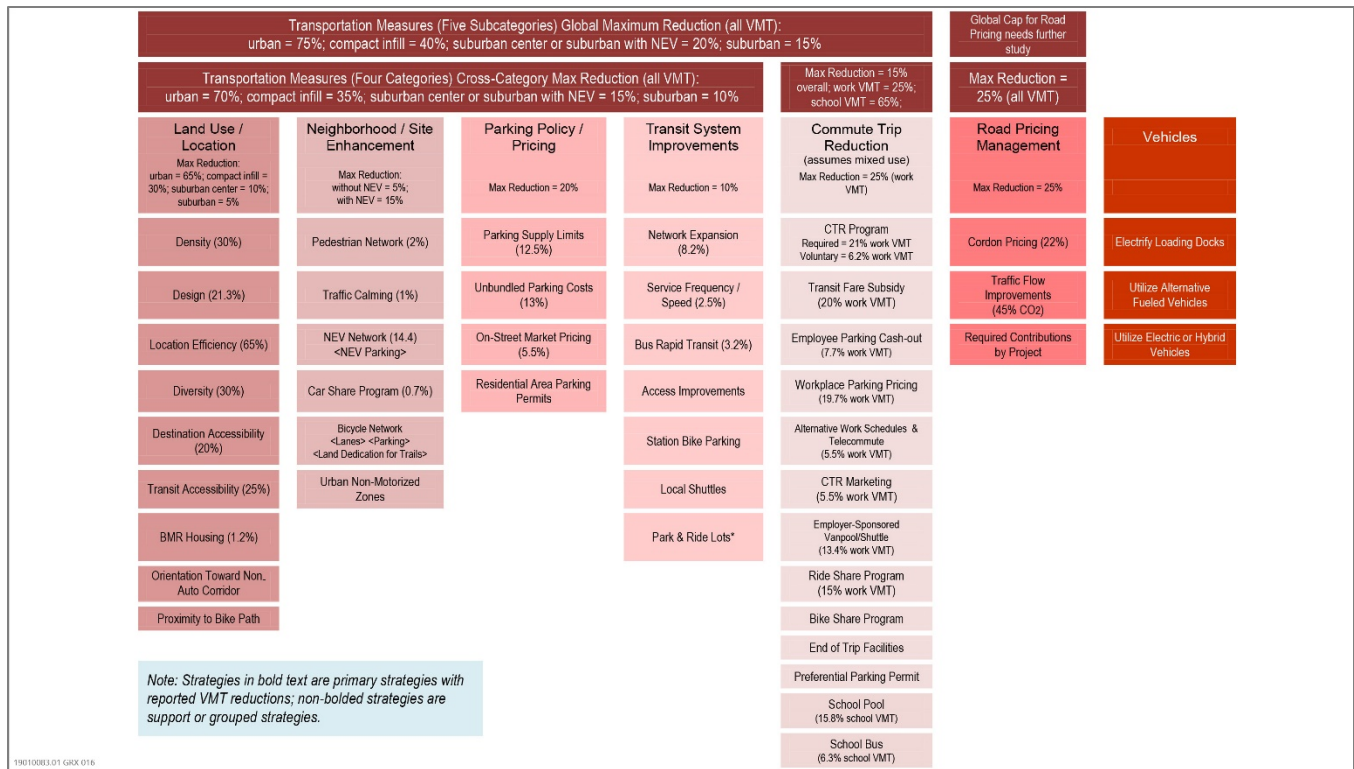 Transportation Measures (Five Subcategories) Global Maximum Reduction (all VMT):
urban = 75%; compact infill = 40%; suburban center or suburban with NEV = 20%; suburban = 15%
Global Cap for Road
Pricing needs further
study
Transportation Measures (Four Categories) Cross-Category Max Reduction (all VMT):
urban = 70%; compact infill = 35%; suburban center or suburban with NEV = 15%; suburban = 10%
Max Reduction = 15%
overall; work VMT = 25%;
school VMT = 65%;
Max Reduction =
25% (all VMT)
Land Use /
Location
Max Reduction:
urban = 65%; compact infill =
30%; suburban center = 10%;
suburban = 5%
Density (30%)
Design (21.3%)
Location Efficiency (65%)
Diversity (30%)
Destination Accessibility
(20%)
Transit Accessibility (25%)
BMR Housing (1.2%)
Orientation Toward Non-
Auto Corridor
Proximity to Bike Path
Neighborhood / Site
Enhancement
Max Reduction:
without NEV = 5%;
with NEV = 15%
Pedestrian Network (2%)
Traffic Calming (1%)
NEV Network (14.4)
<NEV Parking>
Car Share Program (0.7%)
Bicycle Network
<Lanes> <Parking>
<Land Dedication for Trails>
Urban Non-Motorized
Zones
Parking Policy /
Pricing
Max Reduction = 20%
Parking Supply Limits
(12.5%)
Unbundled Parking Costs
(13%)
On-Street Market Pricing
(5.5%)
Residential Area Parking
Permits
Transit System
Improvements
Max Reduction = 10%
Network Expansion
(8.2%)
Service Frequency /
Speed (2.5%)
Bus Rapid Transit (3.2%)
Access Improvements
Station Bike Parking
Local Shuttles
Park & Ride Lots*
Commute Trip
Reduction
(assumes mixed use)
Max Reduction = 25% (work
VMT)
CTR Program
Required = 21% work VMT
Voluntary = 6.2% work VMT
Transit Fare Subsidy
(20% work VMT)
Employee Parking Cash-out
(7.7% work VMT)
Workplace Parking Pricing
(19.7% work VMT)
Alternative Work Schedules &
Telecommute
(5.5% work VMT)
CTR Marketing
(5.5% work VMT)
Employer-Sponsored
Vanpool/Shuttle
(13.4% work VMT)
Ride Share Program
(15% work VMT)
Bike Share Program
End of Trip Facilities
Preferential Parking Permit
School Pool
(15.8% school VMT)
School Bus
(6.3% school VMT)
Road Pricing
Management
Max Reduction = 25%
Cordon Pricing (22%)
Traffic Flow
Improvements
(45% CO2)
Required Contributions
by Project
Vehicles
Electrify Loading Docks
Utilize Alternative
Fueled Vehicles
Utilize Electric or Hybrid
Vehicles
Note: Strategies in bold text are primary strategies with
reported VMT reductions; non-bolded strategies are
support or grouped strategies.
19010083.01 GRX 016